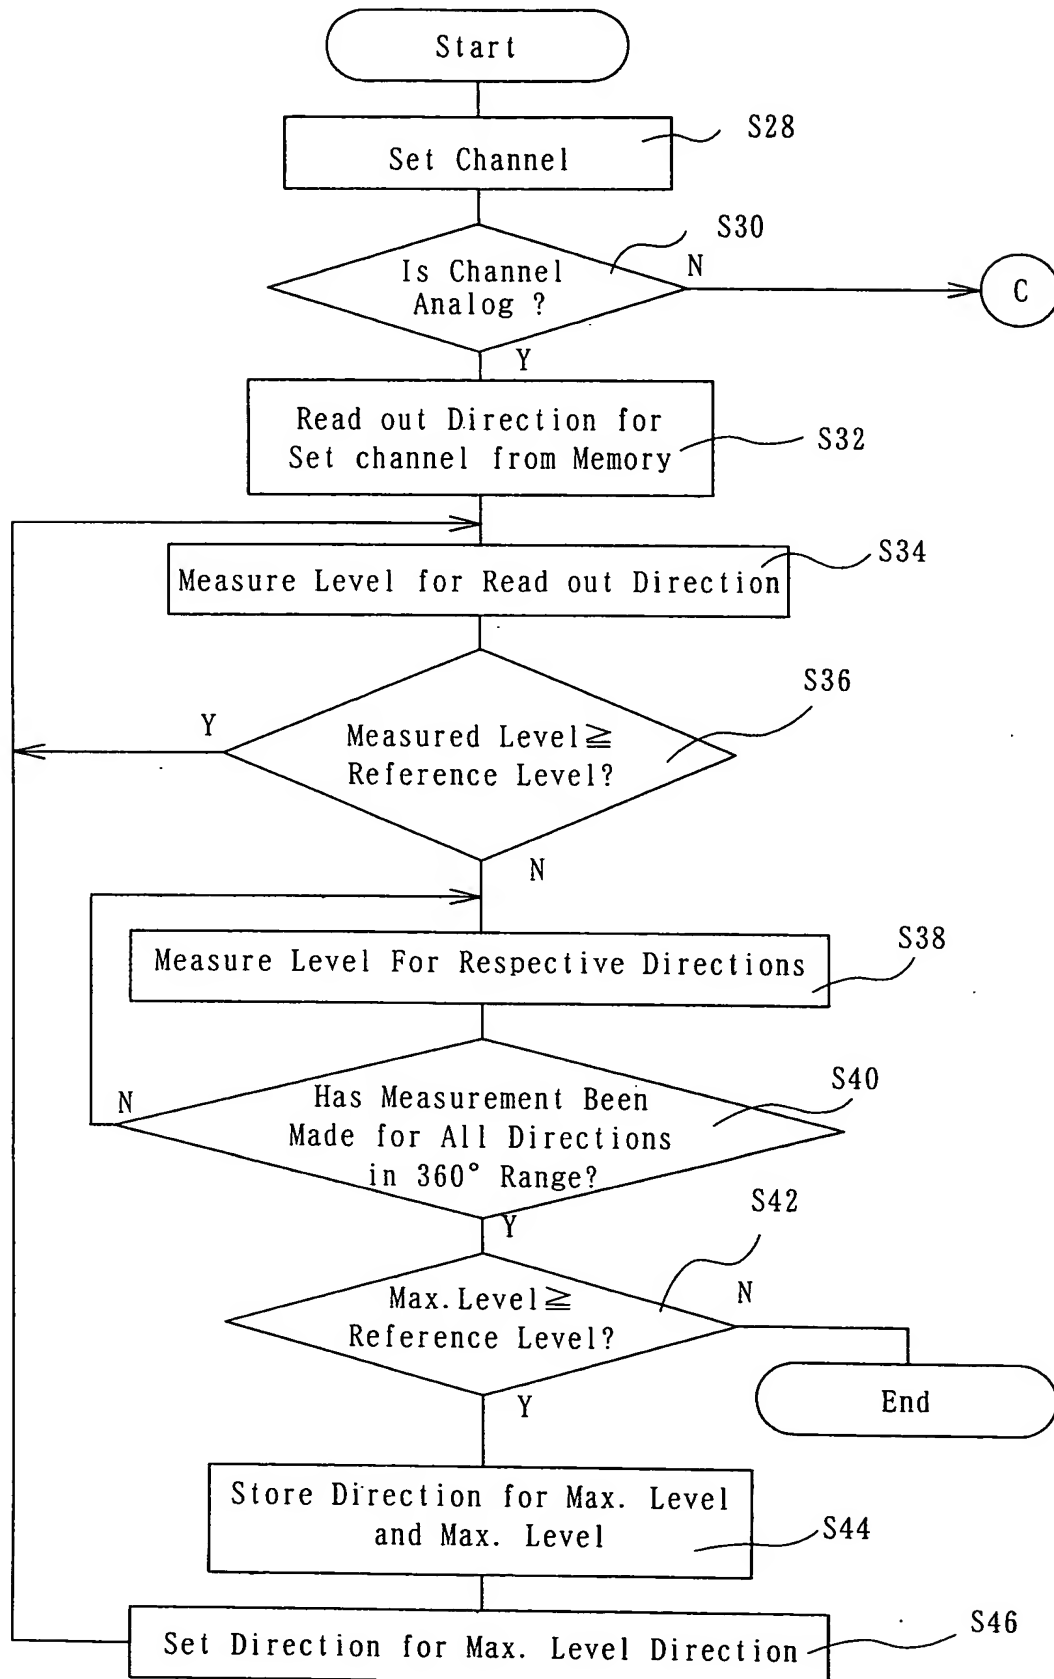 Start
S28
Set Channel
S30
Is Channel
Analog ?
N
C
Y
Read out Direction for
Set channel from Memory
S32
S34
Measure Level for Read out Direction
S36
Y
Measured Level≧
Reference Level?
N
S38
Measure Level For Respective Directions
S40
N
Has Measurement Been
Made for All Directions
in 360° Range?
Y
S42
Max.Level≧
Reference Level?
N
End
Y
Store Direction for Max. Level
and Max. Level
S44
S46
Set Direction for Max. Level Direction